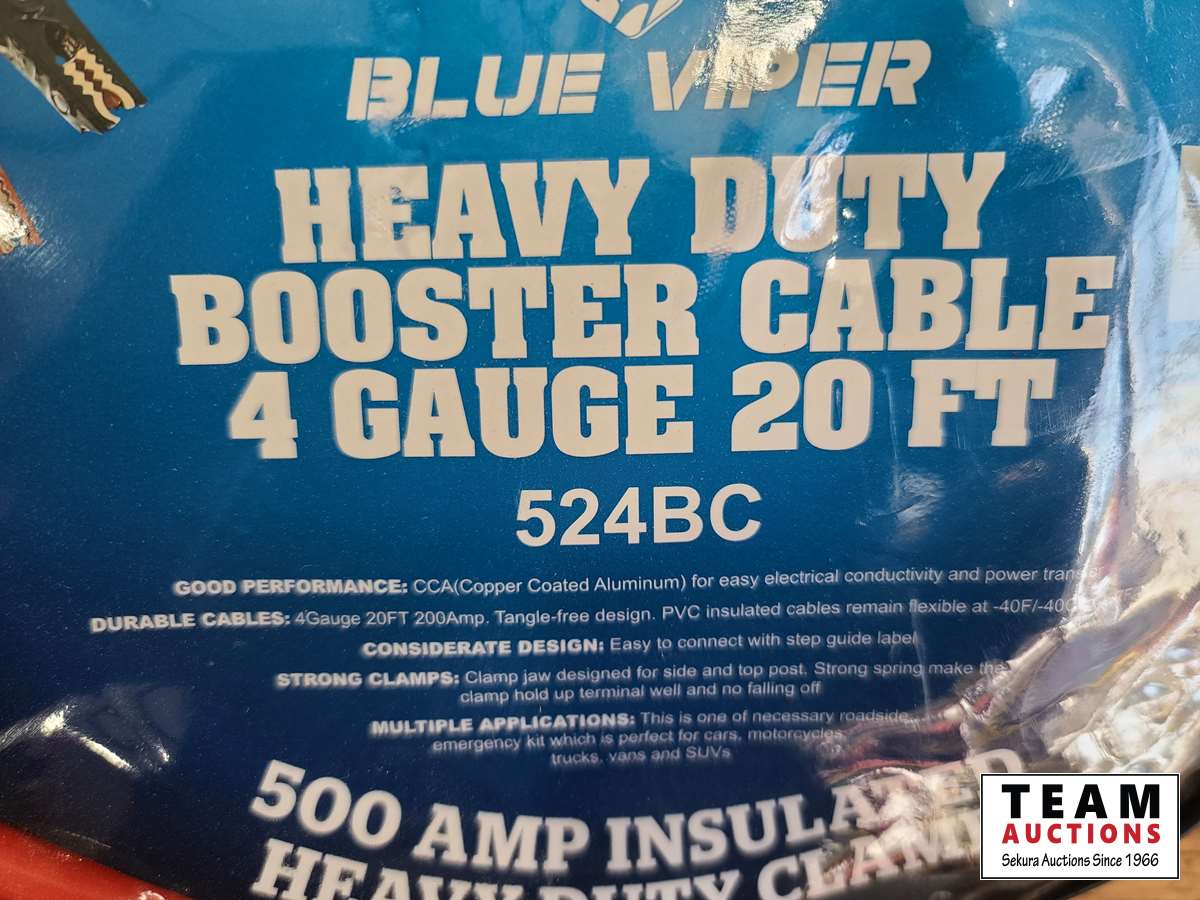 BLUE VIPER
HEAVY DUTY
BOOSTER CABLE
4 GAUGE 20 FT
524BC
GOOD PERFORMANCE: CCA(Copper Coated Aluminum) for easy electrical conductivity and power
DURABLE CABLES: 4Gauge 20FT 200Amp. Tangle-free design. PVC insulated cables remain flexible at -40F/-40C
CONSIDERATE DESIGN: Easy to connect with step guide label
STRONG CLAMPS: Clamp jaw designed for side and top post. Strong spring make the
clamp hold up terminal well and no falling off
MULTIPLE APPLICATIONS: This is one of necessary roadside
emergency kit which is perfect for cars, motorcycles
trucks, vans and SUVs
500 AMP INSULATED
HEAVY DUTY CLAMP
TEAM
AUCTIONS
Sekura Auctions Since 1966